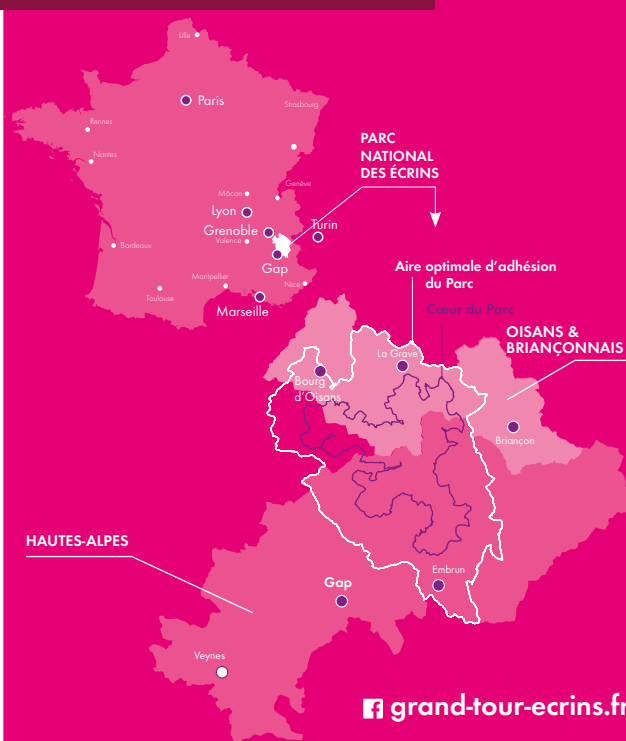 Lille
Paris
Strasbourg
Rennes
Nantes
PARC
NATIONAL
DES ÉCRINS
Genève
Mâcon
Lyon
Grenoble
Turin
Valence
Bordeaux
Gap
Montpellier
Nice
Toulouse
Marseille
Aire optimale d'adhésion
du Parc
Cœur du Parc
OISANS &
BRIANÇONNAIS
La Grave
Bourg
d'Oisans
Briançon
HAUTES-ALPES
Embrun
Gap
Veynes
grand-tour-ecrins.fr